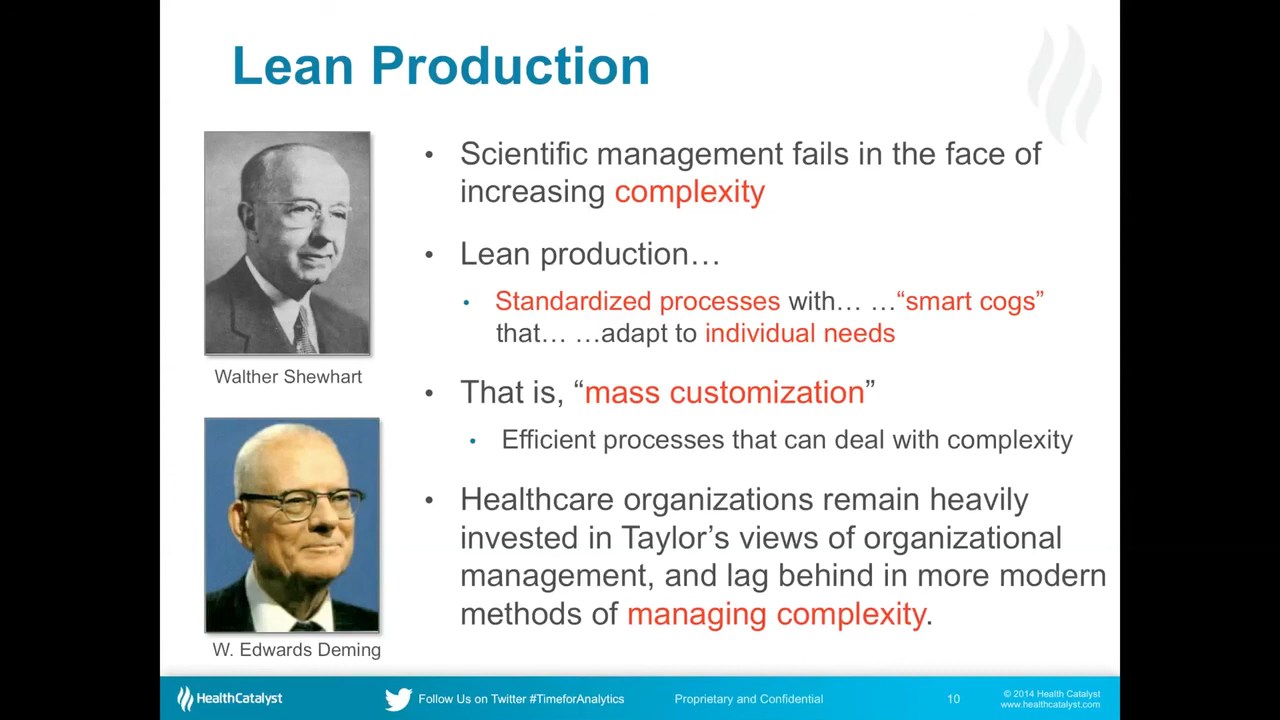 Lean Production
• Scientific management fails in the face of
increasing complexity
• Lean production…
• Standardized processes with… …“smart cogs”
that… …adapt to individual needs
Walther Shewhart
• That is, “mass customization”
• Efficient processes that can deal with complexity
• Healthcare organizations remain heavily
invested in Taylor’s views of organizational
management, and lag behind in more modern
methods of managing complexity.
W. Edwards Deming
HealthCatalyst
Follow Us on Twitter #TimeforAnalytics
Proprietary and Confidential
10
© 2014 Health Catalyst
www.healthcatalyst.com